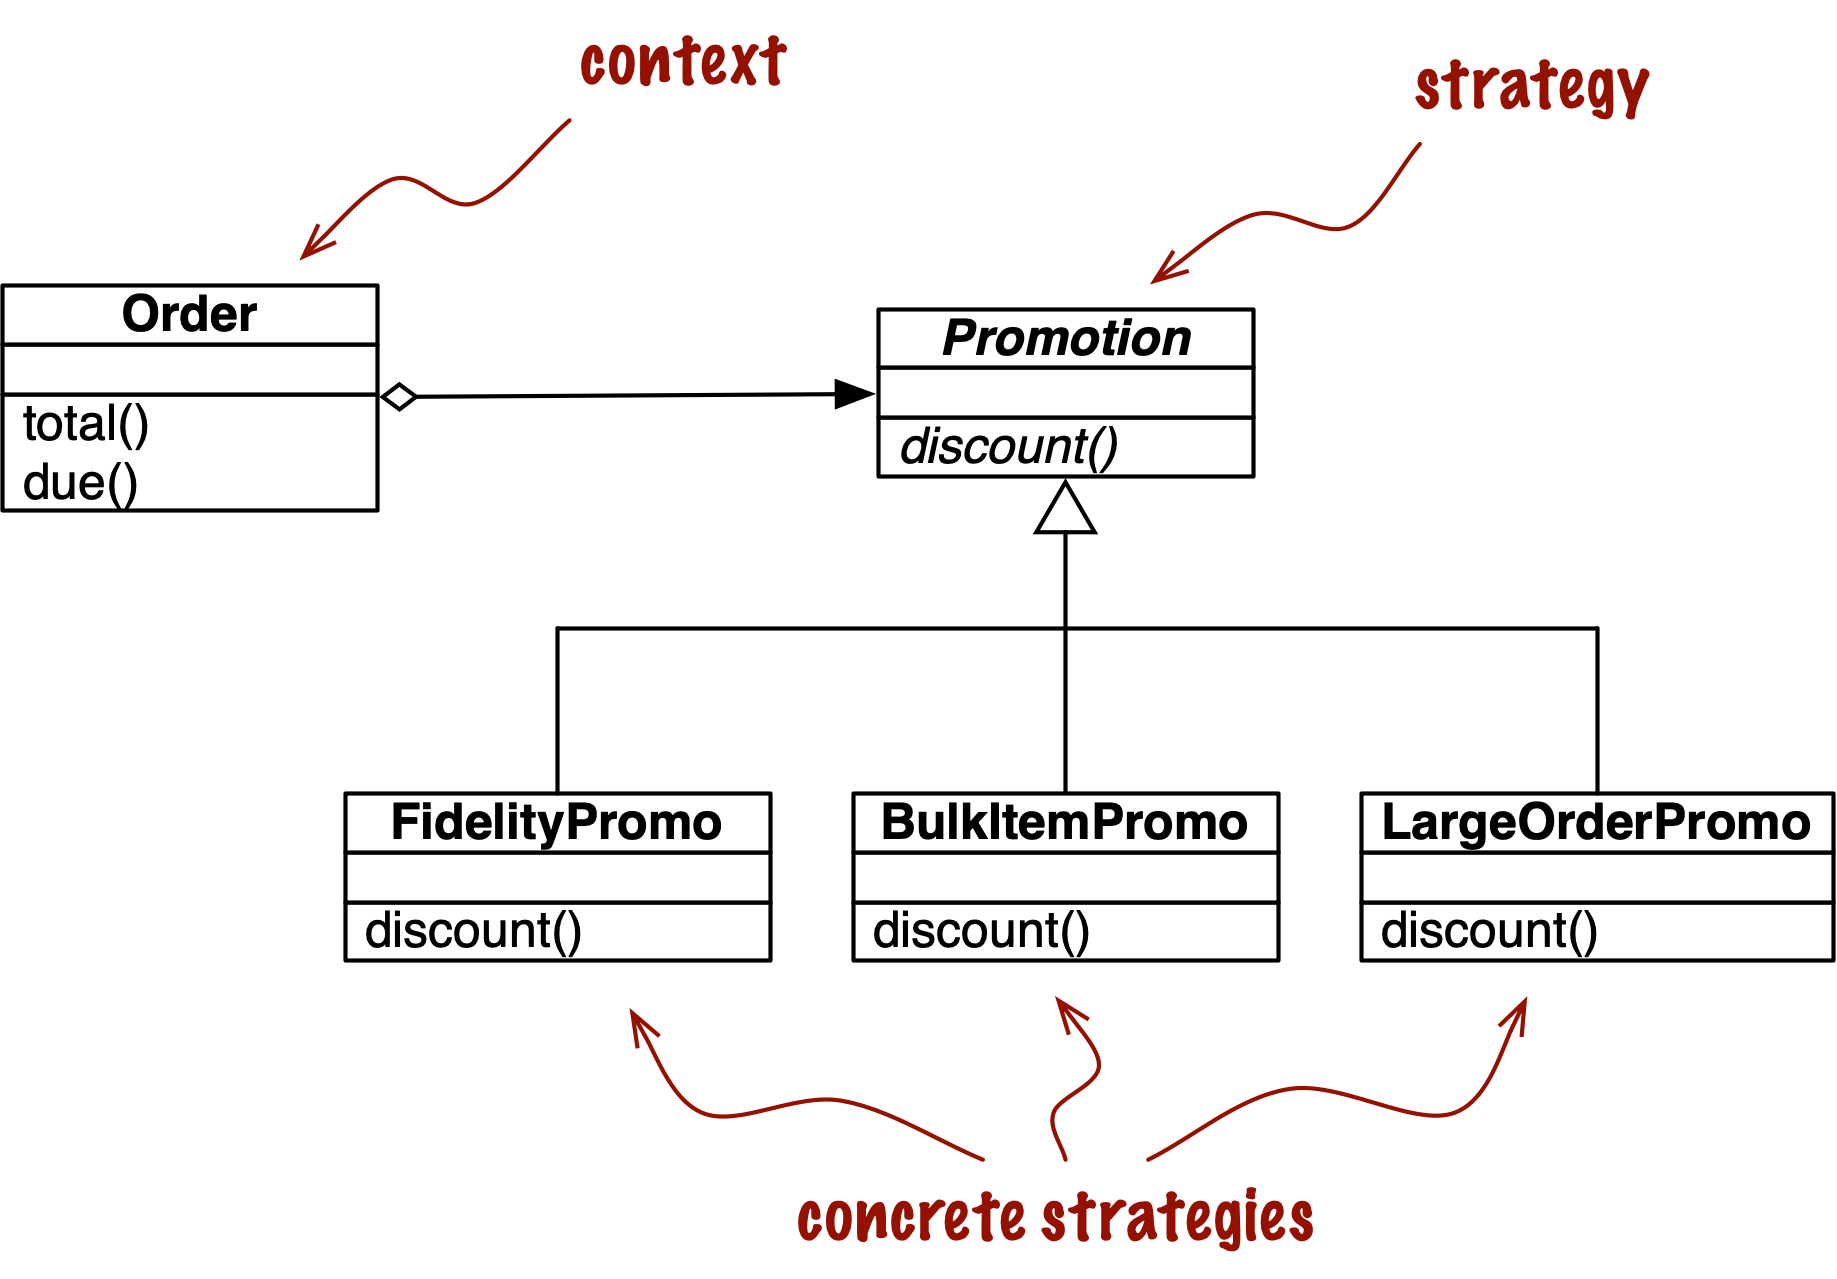 context
strategy
Order
total()
due()
Promotion
discount()
FidelityPromo
discount()
BulkItemPromo
discount()
LargeOrderPromo
discount()
concrete strategies